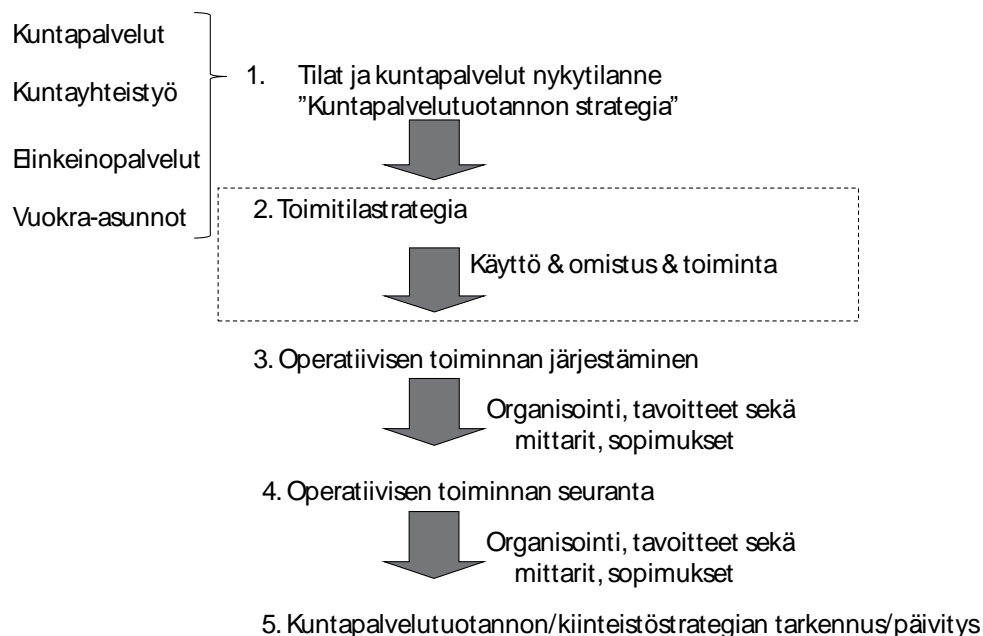 Kuntapalvelut
Kuntayhteistyö
Elinkeinopalvelut
Vuokra-asunnot
1. Tilat ja kuntapalvelut nykytilanne
”Kuntapalvelutuotannon strategia”
2. Toimitilastrategia
Käyttö & omistus & toiminta
3. Operatiivisen toiminnan järjestäminen
Organisointi, tavoitteet sekä
mittarit, sopimukset
4. Operatiivisen toiminnan seuranta
Organisointi, tavoitteet sekä
mittarit, sopimukset
5. Kuntapalvelutuotannon/kiinteistöstrategian tarkennus/päivitys